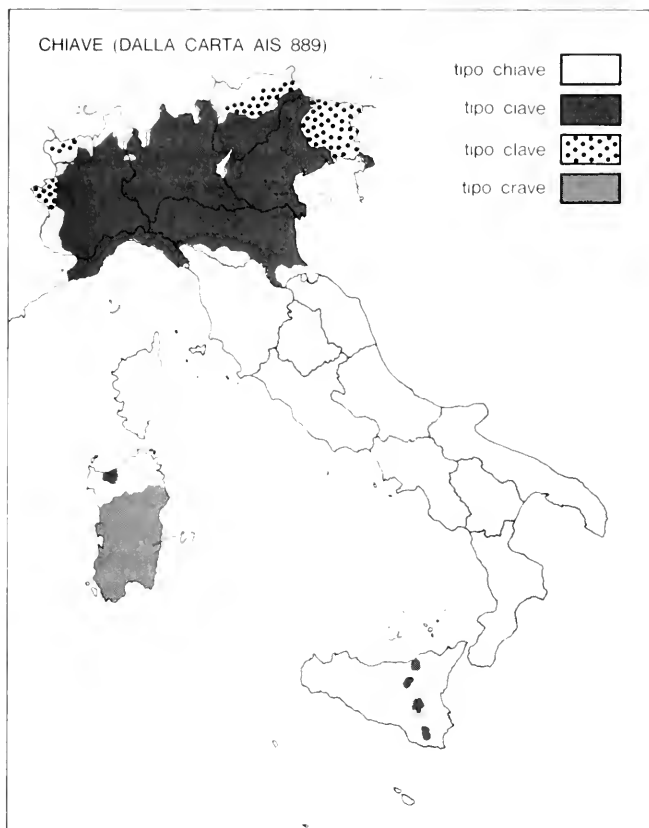 CHIAVE (DALLA CARTA AIS 889)
tipo chiave
tipo ciave
tipo clave
tipo crave